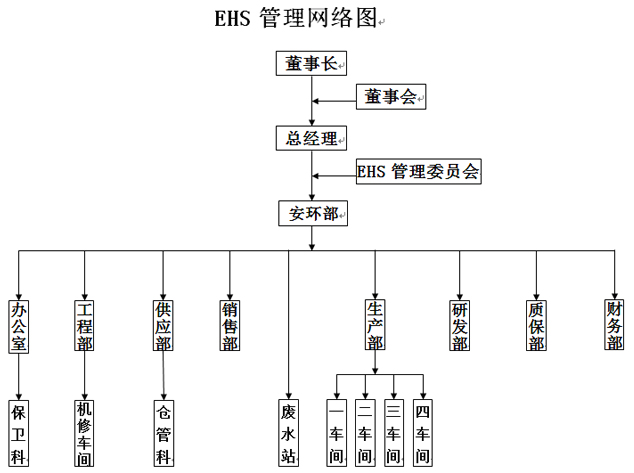 EHS 管理网络图
董事长
董事会
总经理
EHS 管理委员会
安环部
办公室
工程部
供应部
销售部
生产部
研发部
质保部
财务部
保卫科
机修车间
仓管科
废水站
一车间
二车间
三车间
四车间